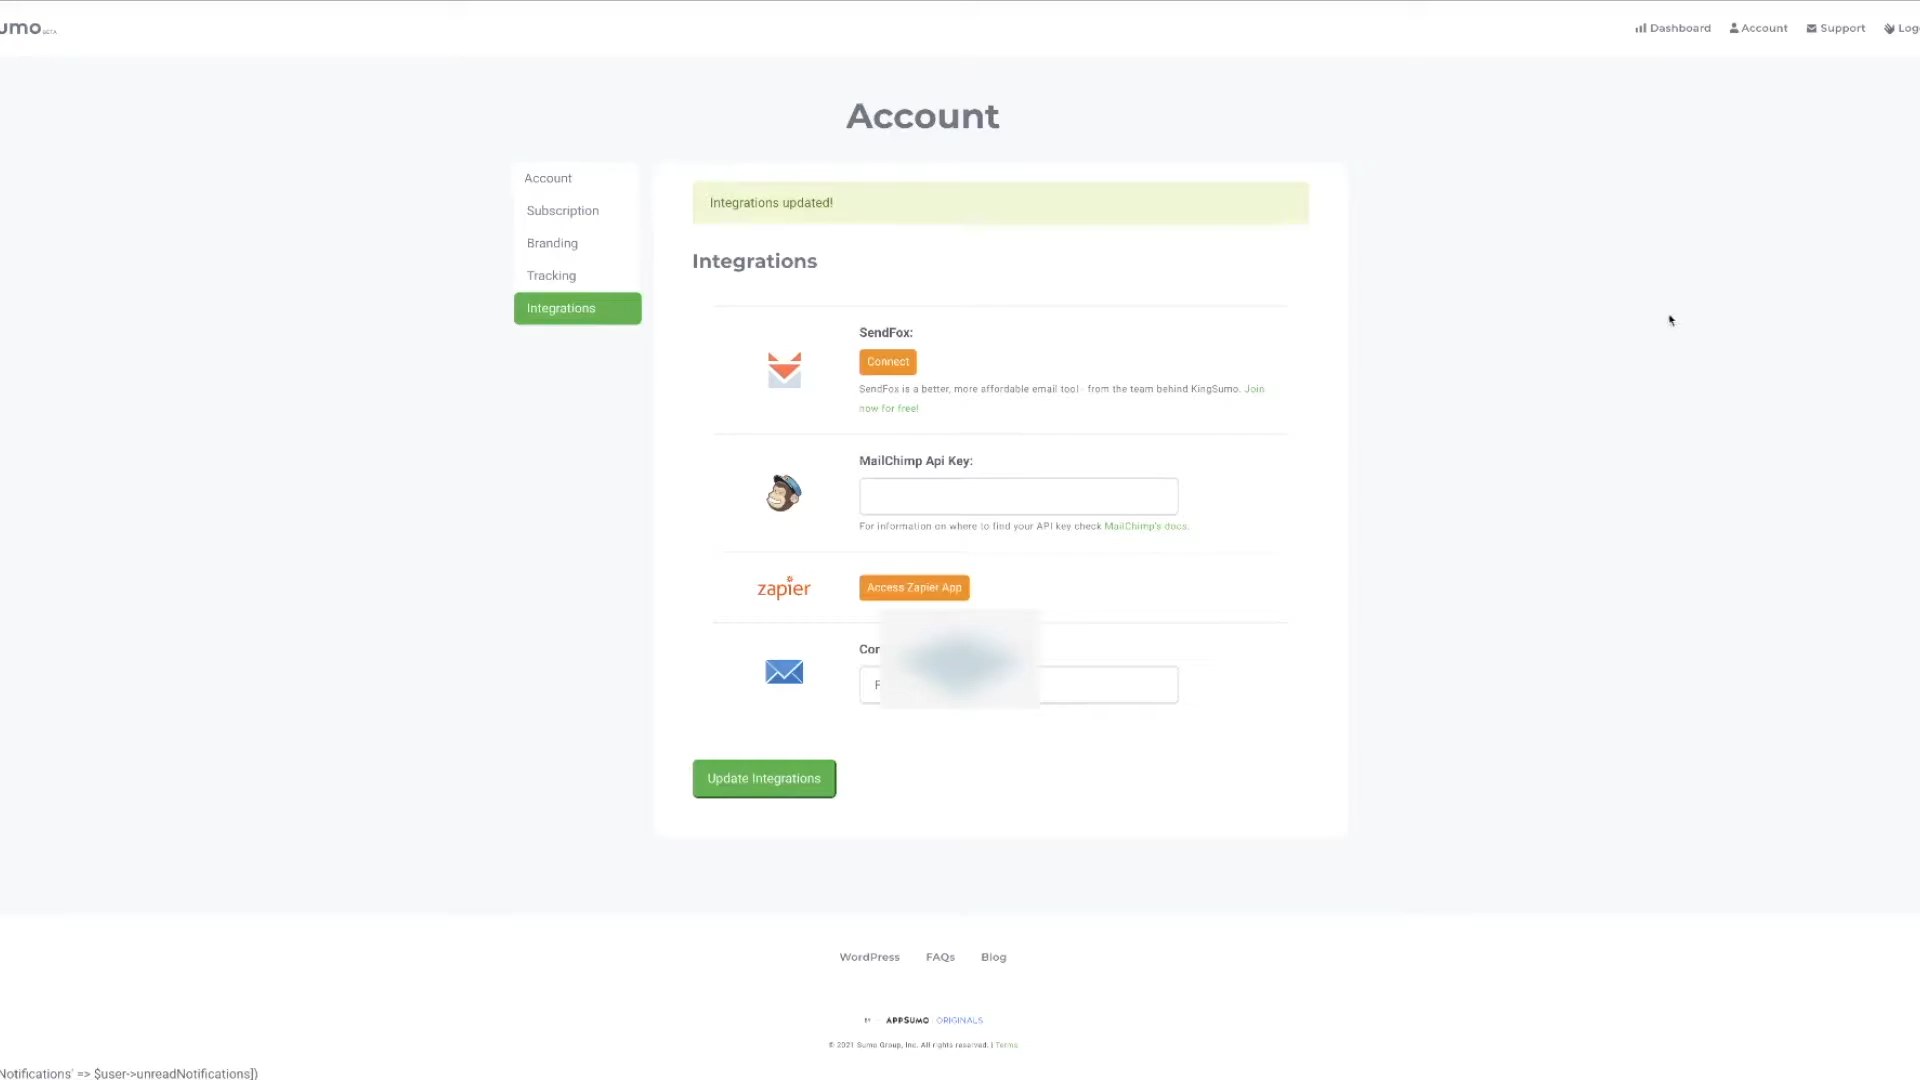 umo BETA
Dashboard
Account
Support
Log
Account
Account
Subscription
Branding
Tracking
Integrations
Integrations updated!
Integrations
SendFox:
Connect
SendFox is a better, more affordable email tool - from the team behind KingSumo. Join
now for free!
MailChimp Api Key:
For information on where to find your API key check MailChimp's docs.
zapier
Access Zapier App
Update Integrations
WordPress
FAQs
Blog
APPSUMO ORIGINALS
© 2021 Sumo Group, Inc. All rights reserved. | Terms
Notifications' => $user->unreadNotifications])